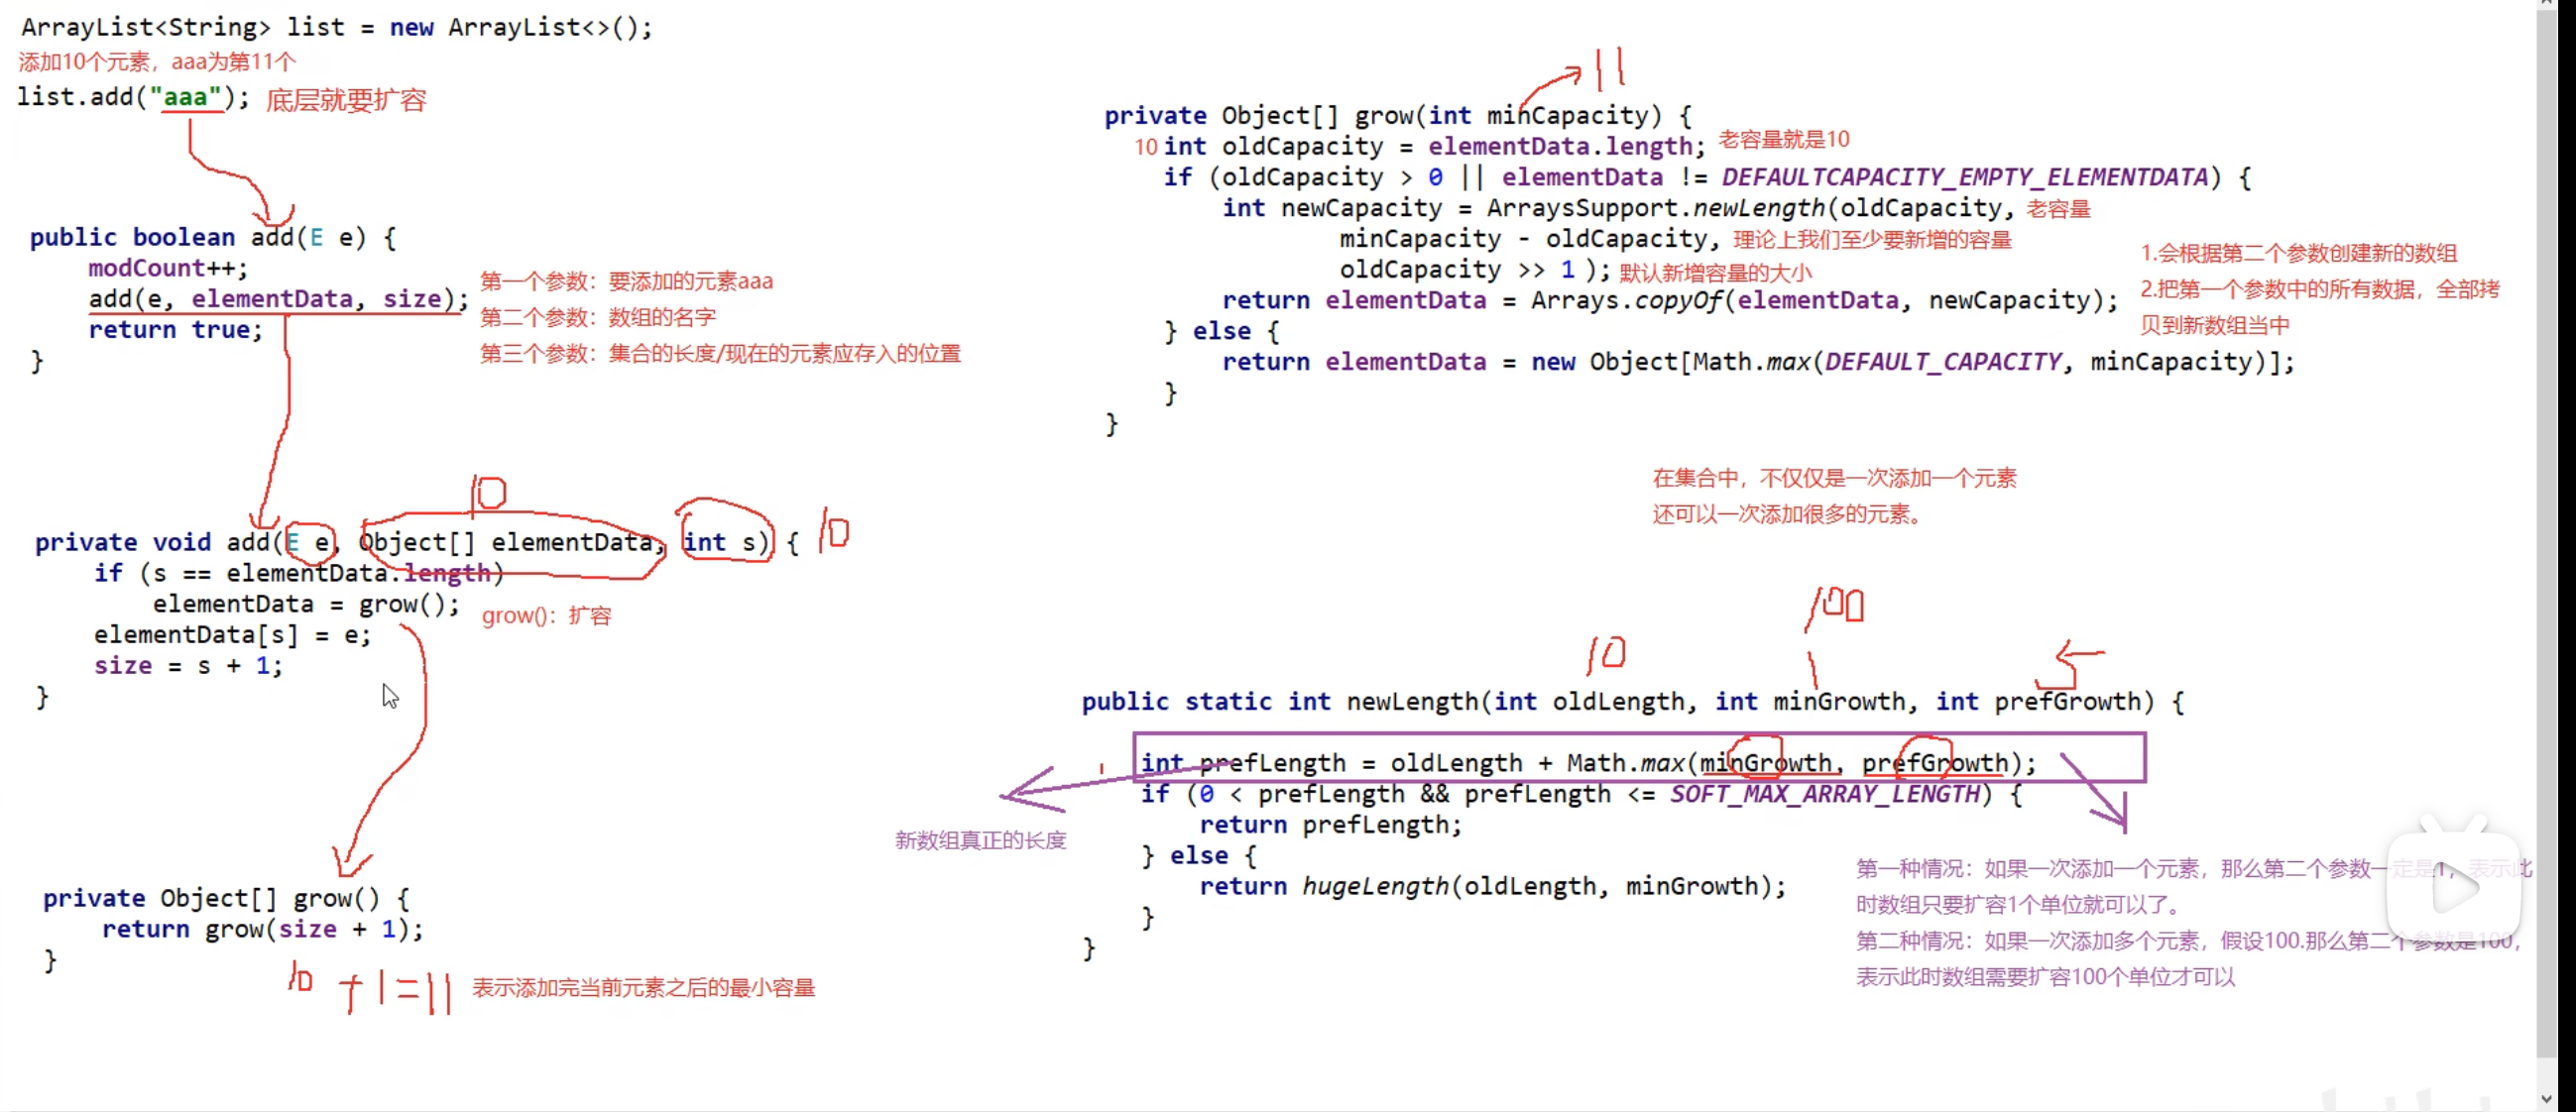 ArrayList<String> list = new ArrayList<>();
添加10个元素，aaa为第11个
list.add("aaa"); 底层就要扩容
public boolean add(E e) {
modCount++;
add(e, elementData, size);
return true;
}
第一个参数：要添加的元素aaa
第二个参数：数组的名字
第三个参数：集合的长度/现在的元素应存入的位置
10
private void add(E e, Object[] elementData, int s) { 10
if (s == elementData.length)
elementData = grow(); grow()：扩容
elementData[s] = e;
size = s + 1;
}
private Object[] grow() {
return grow(size + 1);
}
10 + 1 = 11 表示添加完当前元素之后的最小容量
11
private Object[] grow(int minCapacity) {
10 int oldCapacity = elementData.length; 老容量就是10
if (oldCapacity > 0 || elementData != DEFAULTCAPACITY_EMPTY_ELEMENTDATA) {
int newCapacity = ArraysSupport.newLength(oldCapacity, 老容量
minCapacity - oldCapacity, 理论上我们至少要新增的容量
oldCapacity >> 1 ); 默认新增容量的大小
return elementData = Arrays.copyOf(elementData, newCapacity);
} else {
return elementData = new Object[Math.max(DEFAULT_CAPACITY, minCapacity)];
}
}
1.会根据第二个参数创建新的数组
2.把第一个参数中的所有数据，全部拷
贝到新数组当中
在集合中，不仅仅是一次添加一个元素
还可以一次添加很多的元素。
10 100 5
public static int newLength(int oldLength, int minGrowth, int prefGrowth) {
int prefLength = oldLength + Math.max(minGrowth, prefGrowth);
if (0 < prefLength && prefLength <= SOFT_MAX_ARRAY_LENGTH) {
return prefLength;
} else {
return hugeLength(oldLength, minGrowth);
}
}
新数组真正的长度
第一种情况：如果一次添加一个元素，那么第二个参数一定是1，表示此
时数组只要扩容1个单位就可以了。
第二种情况：如果一次添加多个元素，假设100.那么第二个参数是100，
表示此时数组需要扩容100个单位才可以